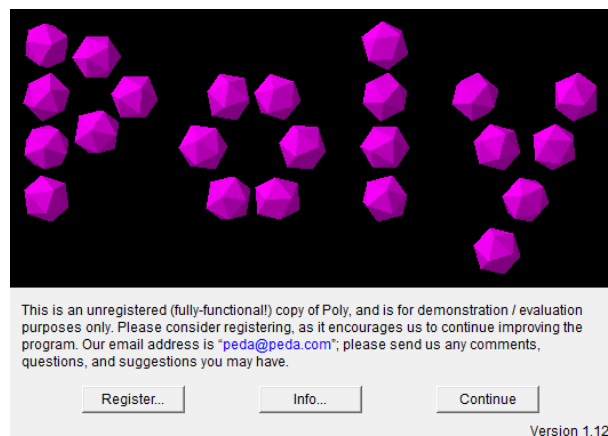 Poly
This is an unregistered (fully-functional!) copy of Poly, and is for demonstration / evaluation
purposes only. Please consider registering, as it encourages us to continue improving the
program. Our email address is “peda@peda.com”; please send us any comments,
questions, and suggestions you may have.
Register... Info... Continue
Version 1.12